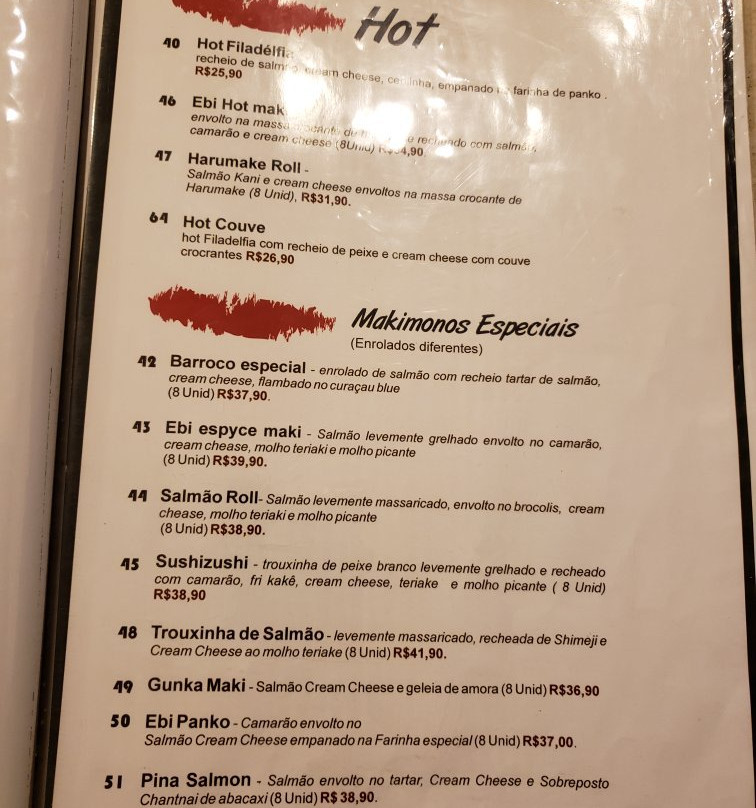 Hot
40 Hot Filadélfia
recheio de salmão, cream cheese, cebolinha, empanado na farinha de panko .
R$25,90
46 Ebi Hot mak
envolto na massa crocante de recheado com salmão,
camarão e cream cheese (8Unid)
47 Harumake Roll -
Salmão Kani e cream cheese envoltos na massa crocante de
Harumake (8 Unid), R$31,90.
64 Hot Couve
hot Filadelfia com recheio de peixe e cream cheese com couve
crocrantes R$26,90
Makimonos Especiais
(Enrolados diferentes)
42 Barroco especial - enrolado de salmão com recheio tartar de salmão,
cream cheese, flambado no curaçau blue
(8 Unid) R$37,90.
43 Ebi espyce maki - Salmão levemente grelhado envolto no camarão,
cream chease, molho teriaki e molho picante
(8 Unid) R$39,90.
44 Salmão Roll- Salmão levemente massaricado, envolto no brocolis, cream
chease, molho teriaki e molho picante
(8 Unid) R$38,90.
45 Sushizushi - trouxinha de peixe branco levemente grelhado e recheado
com camarão, fri kakê, cream cheese, teriake e molho picante ( 8 Unid)
R$38,90
48 Trouxinha de Salmão - levemente massaricado, recheada de Shimeji e
Cream Cheese ao molho teriake (8 Unid) R$41,90.
49 Gunka Maki - Salmão Cream Cheese e geleia de amora (8 Unid) R$36,90
50 Ebi Panko - Camarão envolto no
Salmão Cream Cheese empanado na Farinha especial (8 Unid) R$37,00.
51 Pina Salmon - Salmão envolto no tartar, Cream Cheese e Sobreposto
Chantnai de abacaxi (8 Unid) R$ 38,90.